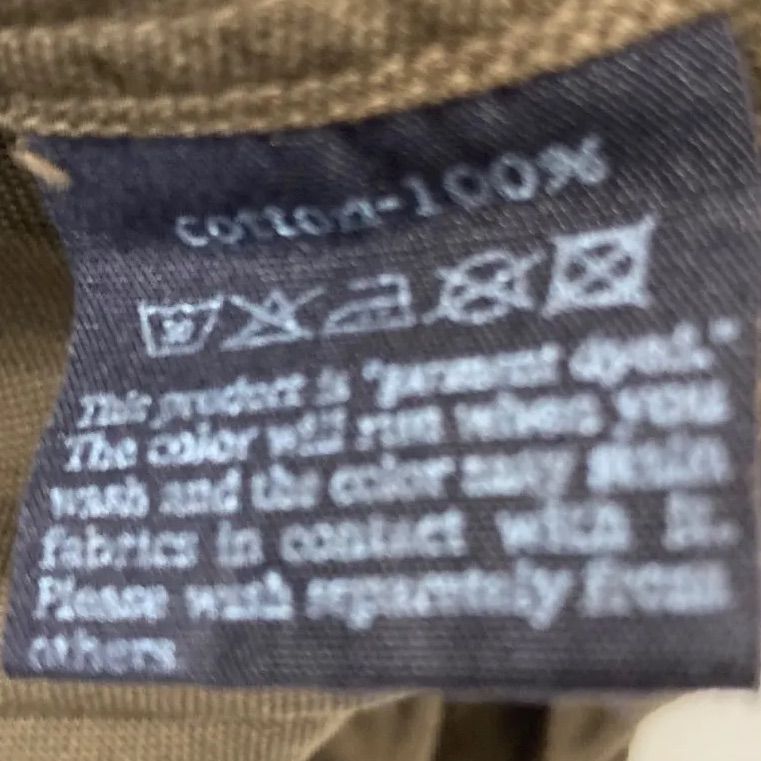 cotton-100%
This product is "garment dyed."
The color will run when you
wash and the color may stain
fabrics in contact with it.
Please wash separately from
others.